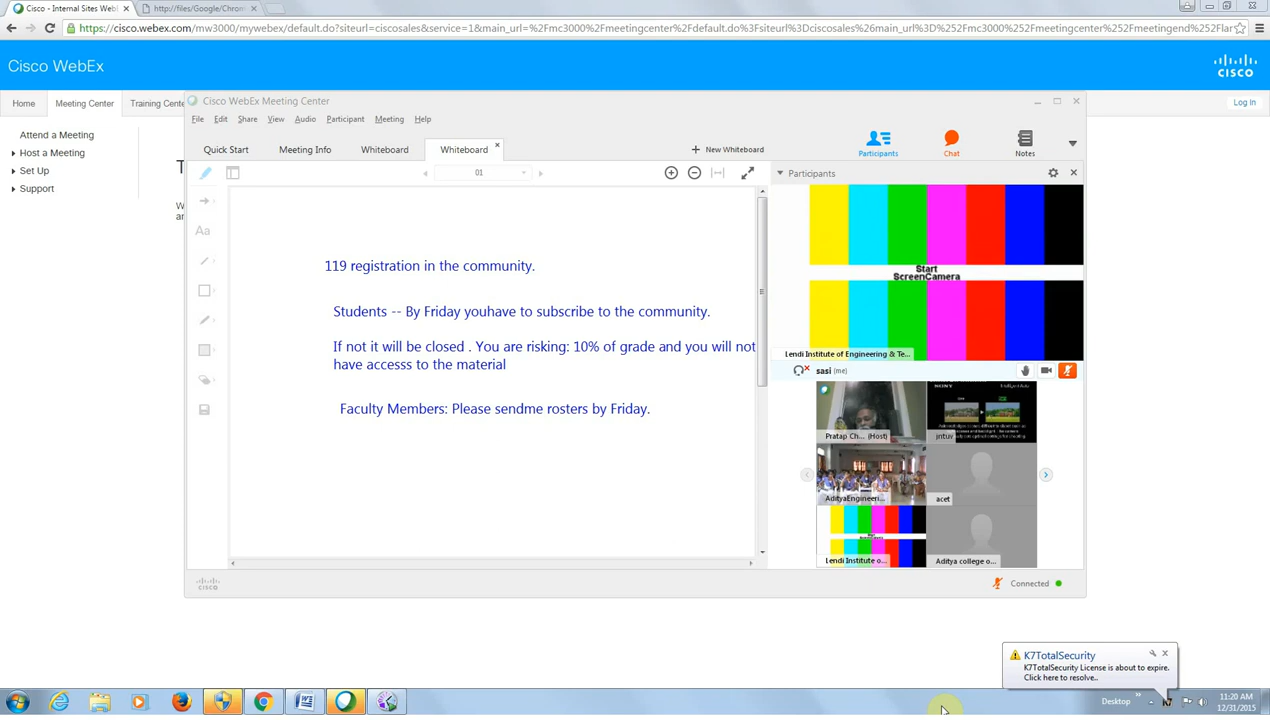 Cisco - Internal Sites Web
http://files/Google/Chrom
https://cisco.webex.com/mw3000/mywebex/default.do?siteurl=ciscosales&service=1&main_url=%2Fmc3000%2Fmeetingcenter%2Fdefault.do%3Fsiteurl%3Dciscosales%26main_url%3D%252Fmc3000%252Fmeetingcenter%252Fmeetingend%252Flar
Cisco WebEx
CISCO
Home
Meeting Center
Training Cente
Log In
Attend a Meeting
Host a Meeting
Set Up
Support
Cisco WebEx Meeting Center
File Edit Share View Audio Participant Meeting Help
Quick Start
Meeting Info
Whiteboard
Whiteboard
New Whiteboard
Participants
Chat
Notes
01
Participants
Aa
119 registration in the community.
Students -- By Friday youhave to subscribe to the community.
If not it will be closed . You are risking: 10% of grade and you will not
have accesss to the material
Faculty Members: Please sendme rosters by Friday.
Start
ScreenCamera
Lendi Institute of Engineering & Te...
sasi (me)
SONY
Pratap Ch... (Host)
jntuv
AdityaEngineeri...
acet
Lendi Institute o...
Aditya college o...
CISCO
Connected
K7TotalSecurity
K7TotalSecurity License is about to expire.
Click here to resolve..
Desktop
11:20 AM
12/31/2015